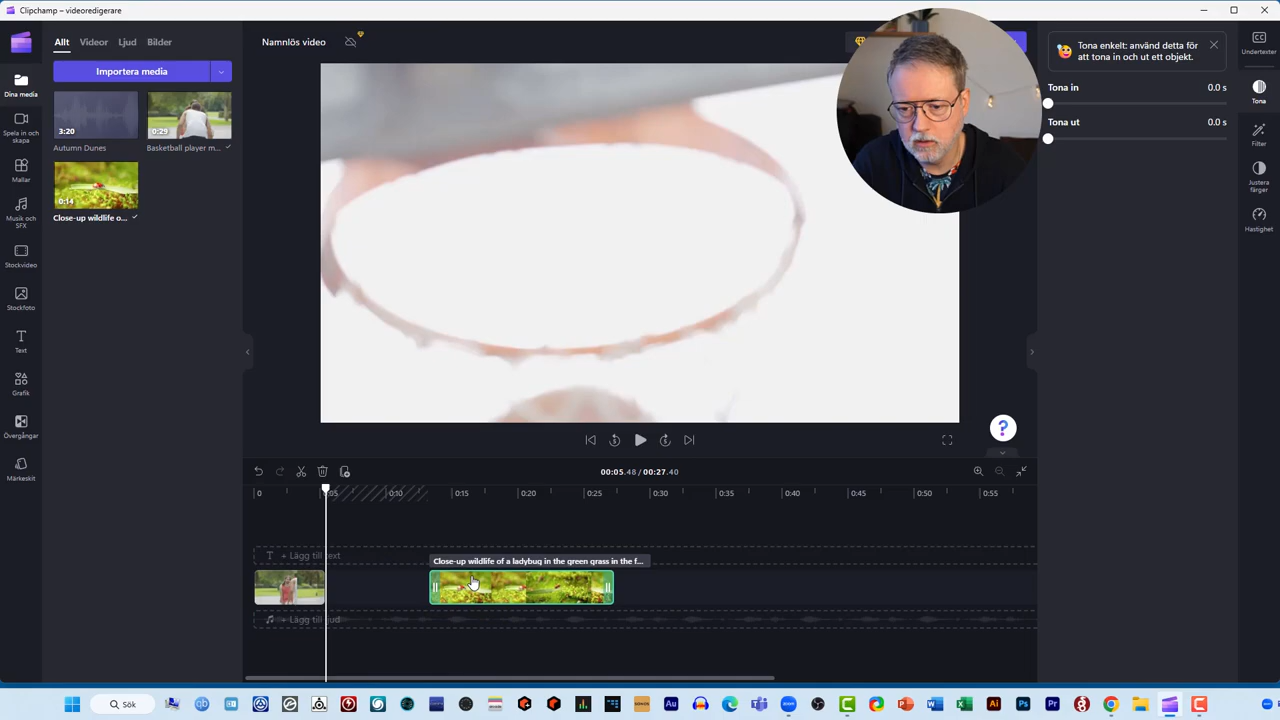 Clipchamp — videoredigerare
Allt
Videor
Ljud
Bilder
Importera media
3:20
Autumn Dunes
0:29
Basketball player m...
0:14
Close-up wildlife o...
Dina media
Spela in och
skapa
Mallar
Musik och
SFX
Stockvideo
Stockfoto
Text
Grafik
Övergångar
Märkeskit
Namnlös video
Tona enkelt: använd detta för
att tona in och ut ett objekt.
Tona in
0.0 s
Tona ut
0.0 s
Undertexter
Tona
Filter
Justera
färger
Hastighet
?
00:05.48 / 00:27.40
0
0:05
0:10
0:15
0:20
0:25
0:30
0:35
0:40
0:45
0:50
0:55
T + Lägg till text
Close-up wildlife of a ladybug in the green grass in the f...
+ Lägg till ljud
Sök